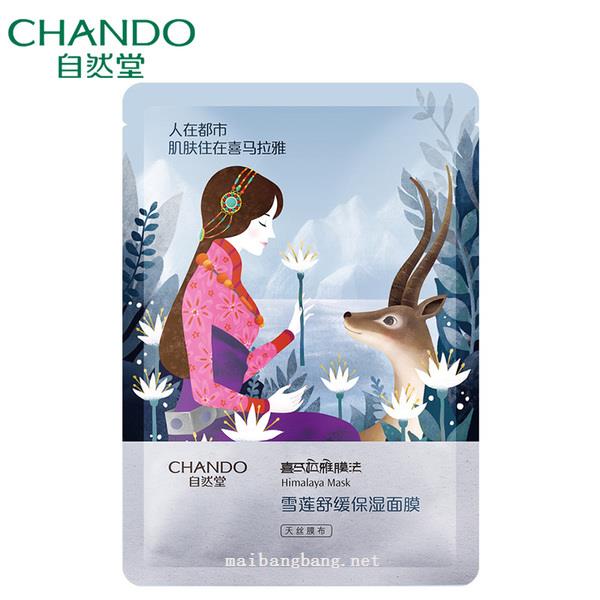 CHANDO
自然堂
人在都市
肌肤住在喜马拉雅
CHANDO
自然堂
喜马拉雅膜法
Himalaya Mask
雪莲舒缓保湿面膜
天丝膜布
maibangbang.net